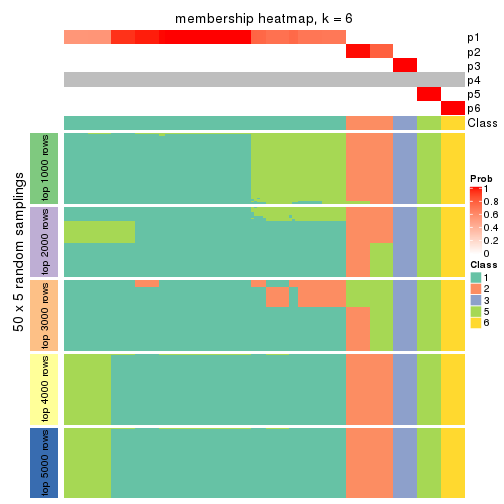 membership heatmap, k = 6
p1
p2
p3
p4
p5
p6
Class
50 x 5 random samplings
top 1000 rows
top 2000 rows
top 3000 rows
top 4000 rows
top 5000 rows
Prob
1
0.8
0.6
0.4
0.2
0
Class
1
2
3
5
6